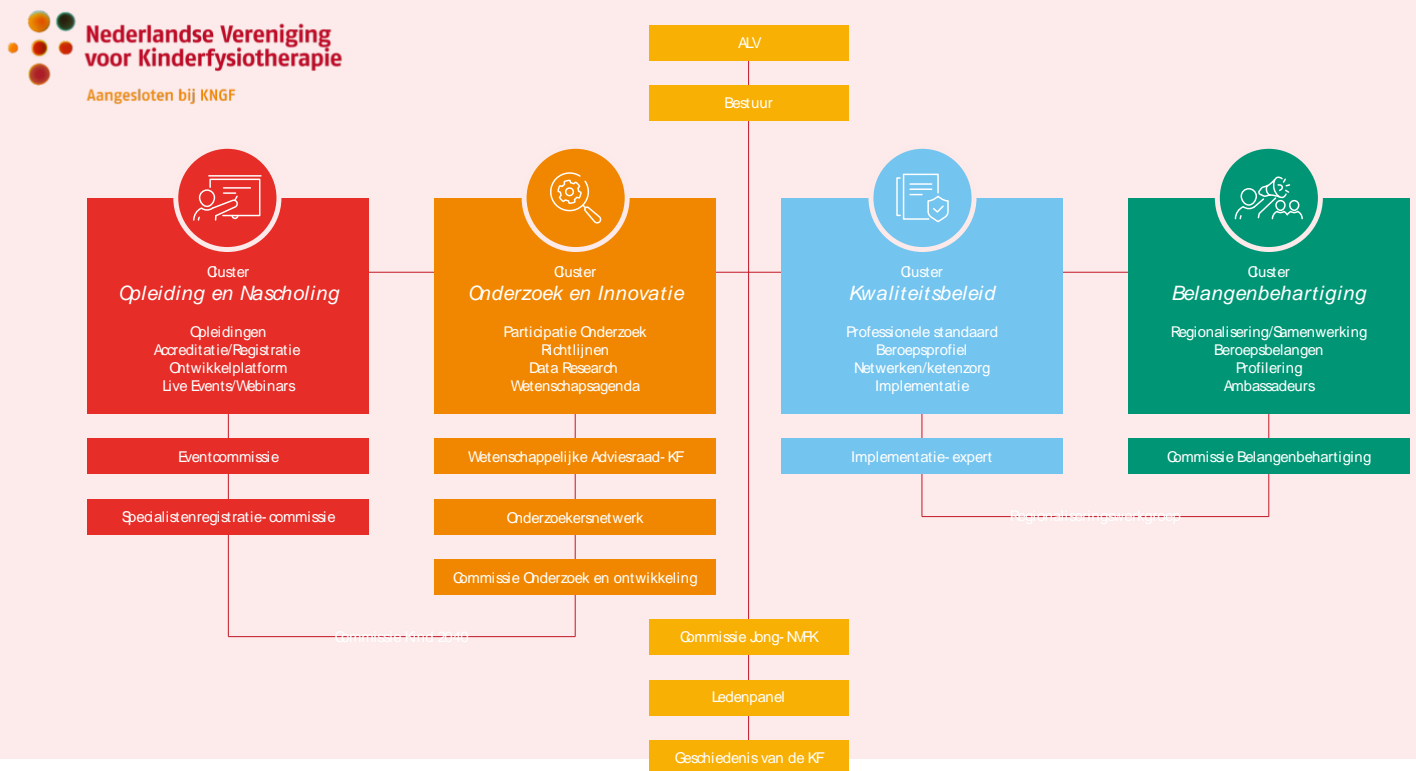 Nederlandse Vereniging
voor Kinderfysiotherapie
Aangesloten bij KNGF
ALV
Bestuur
Cluster
Opleiding en Nascholing
Opleidingen
Accreditatie/Registratie
Ontwikkelplatform
Live Events/Webinars
Eventcommissie
Specialistenregistratie-commissie
Cluster
Onderzoek en Innovatie
Participatie Onderzoek
Richtlijnen
Data Research
Wetenschapsagenda
Wetenschappelijke Adviesraad-KF
Onderzoekersnetwerk
Commissie Onderzoek en ontwikkeling
Cluster
Kwaliteitsbeleid
Professionele standaard
Beroepsprofiel
Netwerken/ketenzorg
Implementatie
Implementatie-expert
Cluster
Belangenbehartiging
Regionalisering/Samenwerking
Beroepsbelangen
Profilering
Ambassadeurs
Commissie Belangenbehartiging
Regionaliseringswerkgroep
Commissie
Commissie Jong-NVFK
Ledenpanel
Geschiedenis van de KF